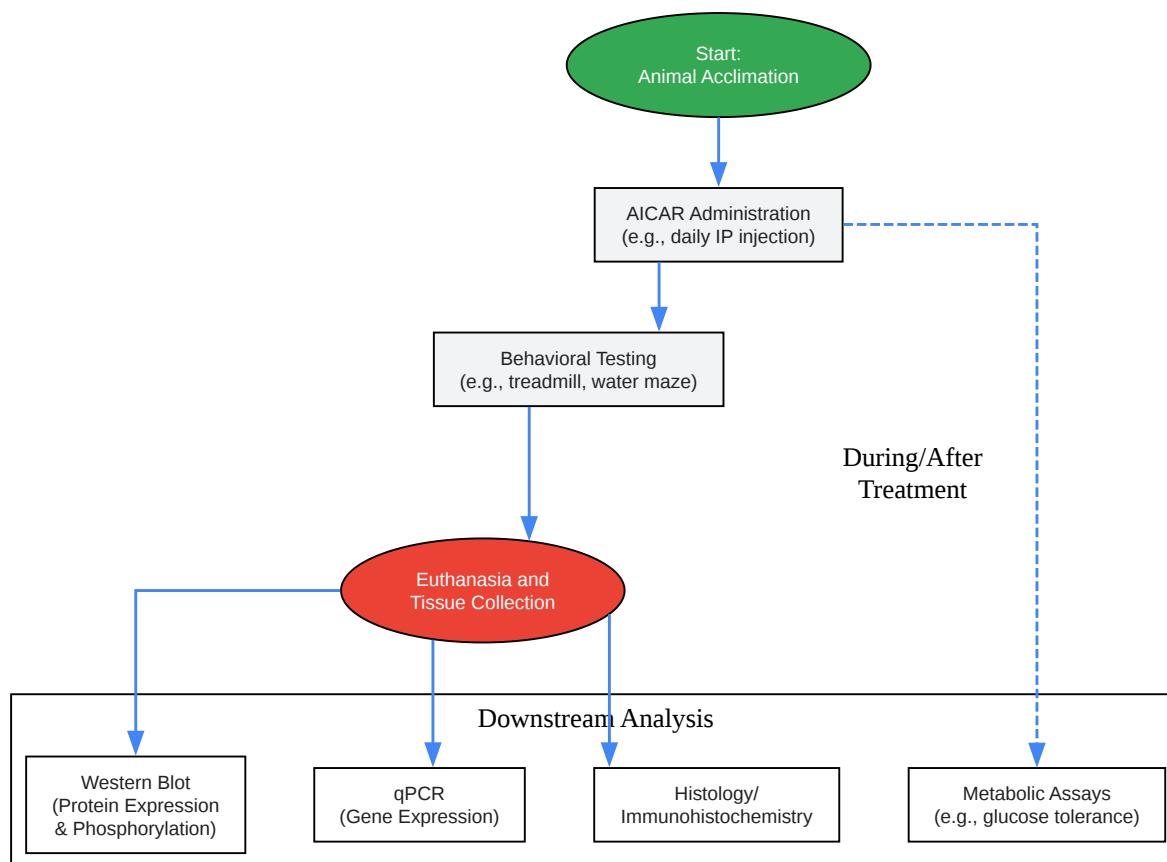 Start:
Animal Acclimation
AICAR Administration
(e.g., daily IP injection)
Behavioral Testing
(e.g., treadmill, water maze)
During/After
Treatment
Euthanasia and
Tissue Collection
Downstream Analysis
Western Blot
(Protein Expression
& Phosphorylation)
qPCR
(Gene Expression)
Histology/
Immunohistochemistry
Metabolic Assays
(e.g., glucose tolerance)